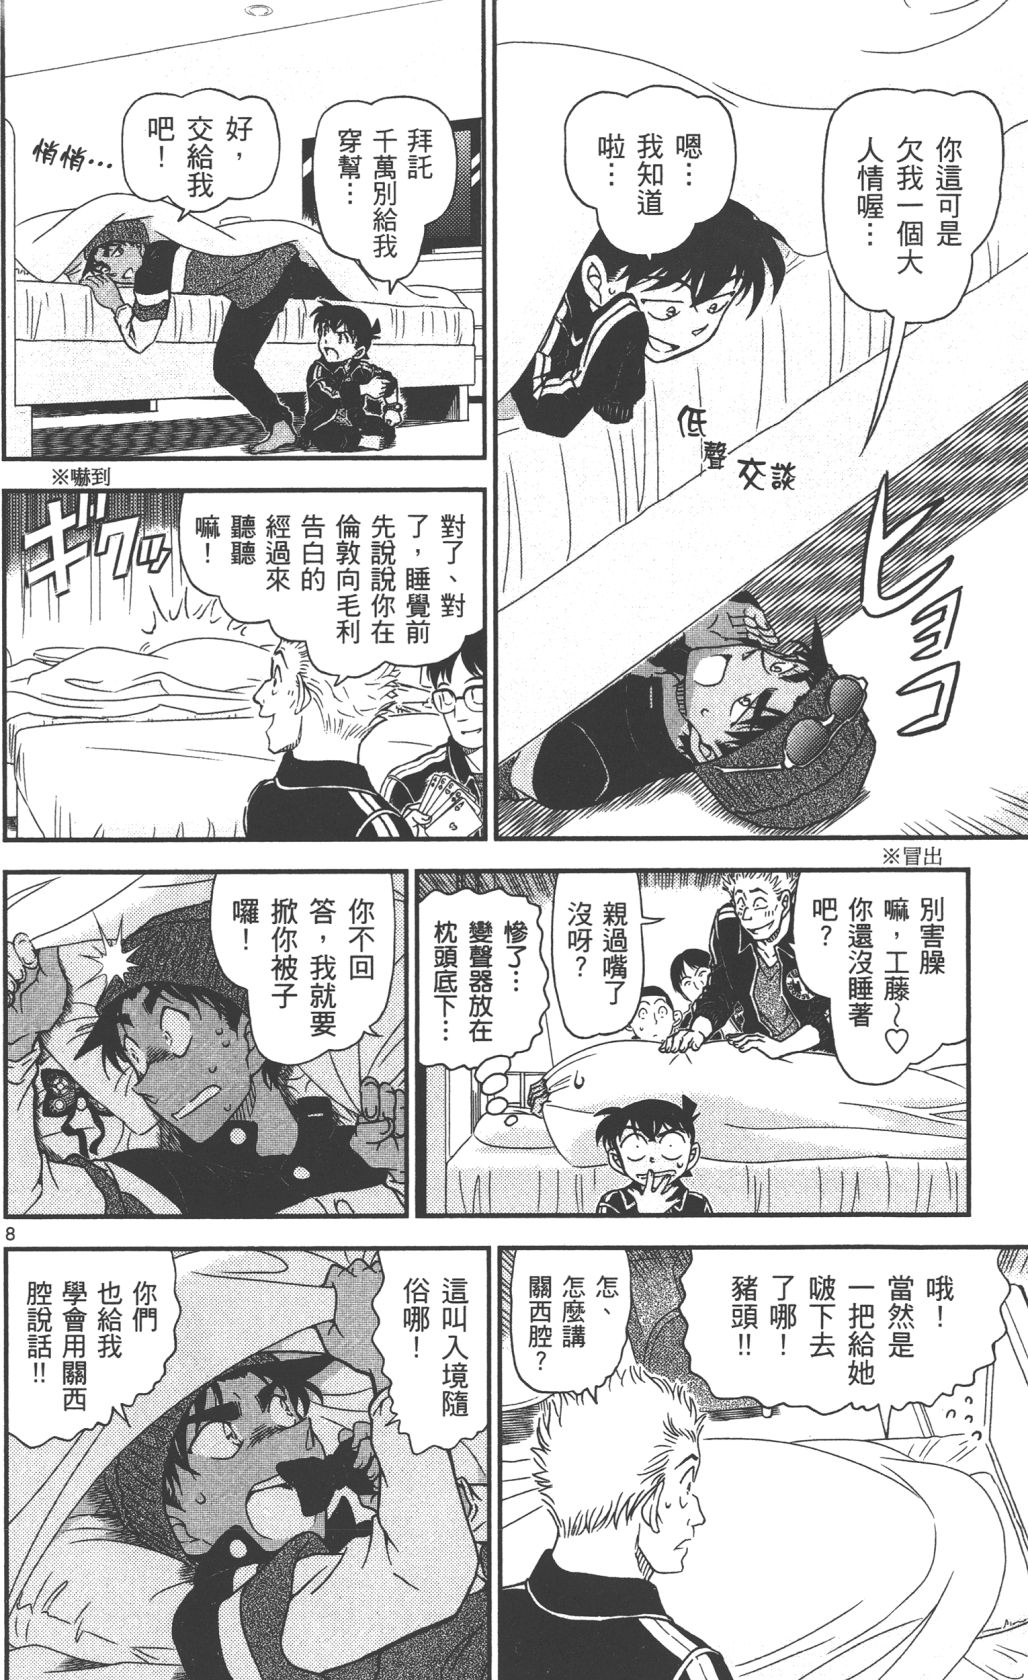 你這可是
欠我一個大
人情喔…
嗯…
我知道
啦…
低聲交談
ヒョコ
※冒出
拜託
千萬別給我
穿幫…
好，
交給我
吧！
悄悄…
※嚇到
ギクッ
對了、對
了，睡覺前
先說說你在
倫敦向毛利
告白的
經過來
聽聽
嘛！
別害臊
嘛，工藤~♡
你還沒睡著
吧？
親過嘴了
沒呀？
慘了…
變聲器放在
枕頭底下…
你不回
答，我就要
掀你被子
囉！
8
哦！
當然是
一把給她
啵下去
了哪！
豬頭!!
怎、
怎麼講
關西腔？
這叫入境隨
俗哪！
你們
也給我
學會用關西
腔說話!!